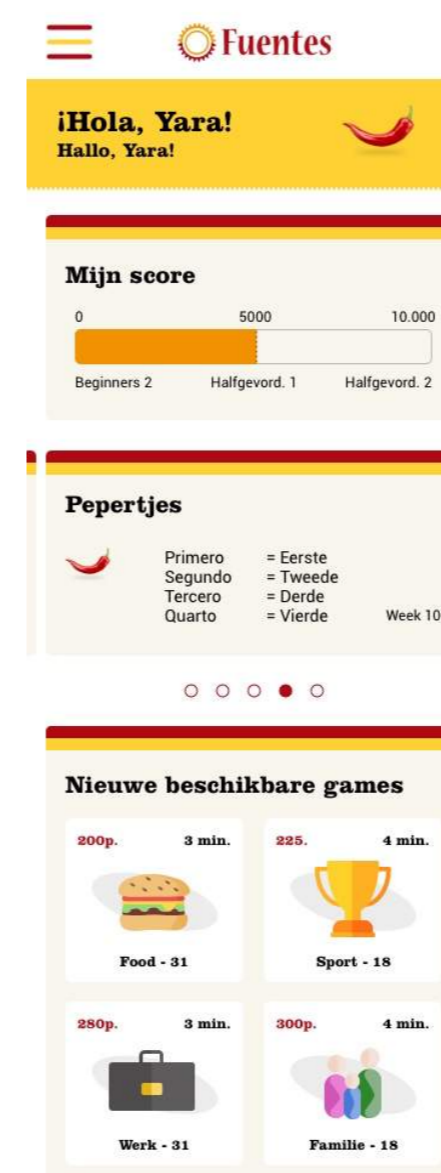 Fuentes
¡Hola, Yara!
Hallo, Yara!
Mijn score
0 5000 10.000
Beginners 2 Halfgevord. 1 Halfgevord. 2
Pepertjes
Primero = Eerste
Segundo = Tweede
Tercero = Derde
Quarto = Vierde Week 10
Nieuwe beschikbare games
200p. 3 min. 225. 4 min.
Food - 31 Sport - 18
280p. 3 min. 300p. 4 min.
Werk - 31 Familie - 18